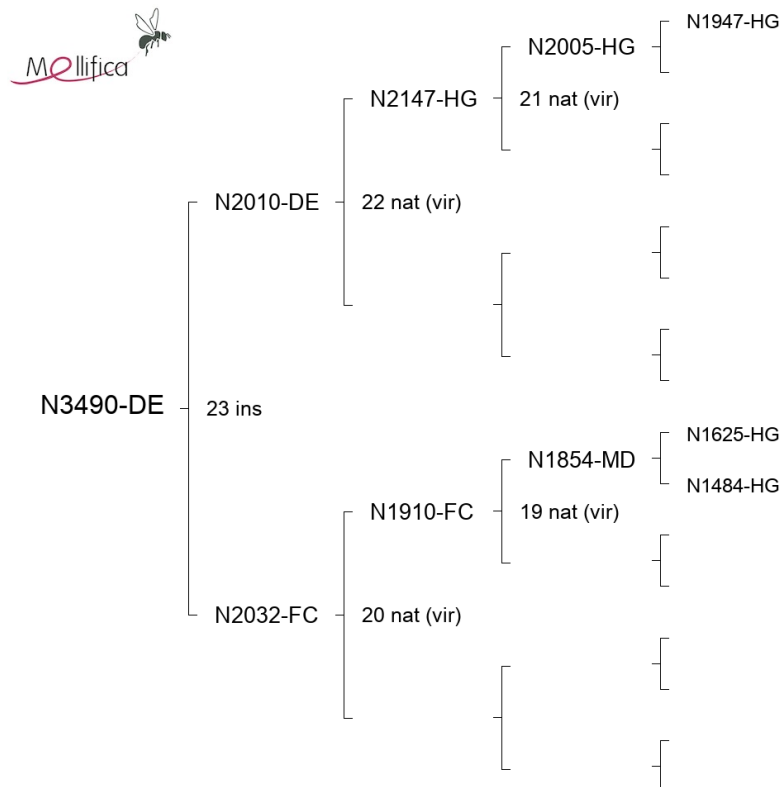 Mellifica
N1947-HG
N2005-HG
N2147-HG
21 nat (vir)
N2010-DE
22 nat (vir)
N3490-DE
23 ins
N1625-HG
N1854-MD
N1484-HG
N1910-FC
19 nat (vir)
N2032-FC
20 nat (vir)